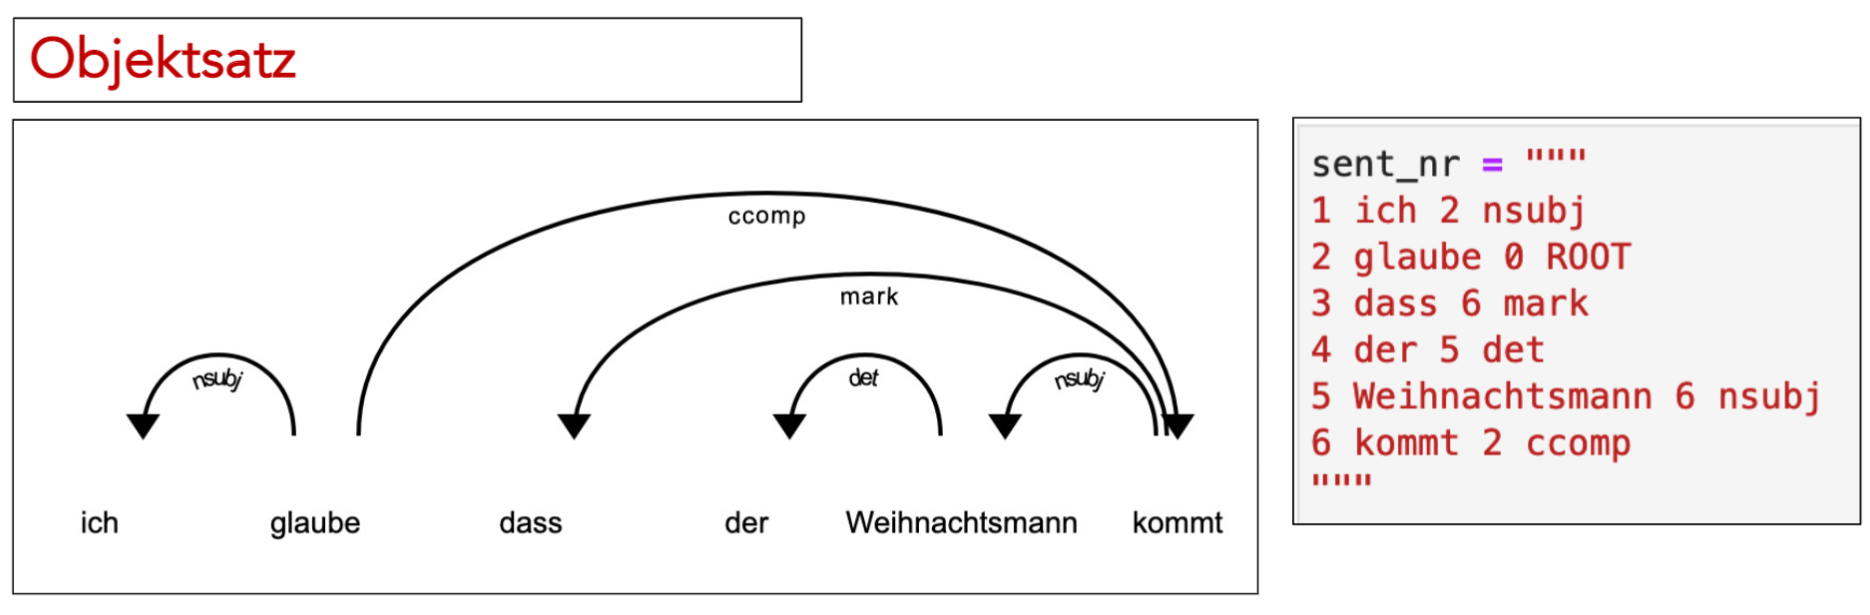 Objektsatz
ccomp
mark
nsubj det nsubj
ich glaube dass der Weihnachtsmann kommt
sent_nr = """
1 ich 2 nsubj
2 glaube 0 ROOT
3 dass 6 mark
4 der 5 det
5 Weihnachtsmann 6 nsubj
6 kommt 2 ccomp
"""